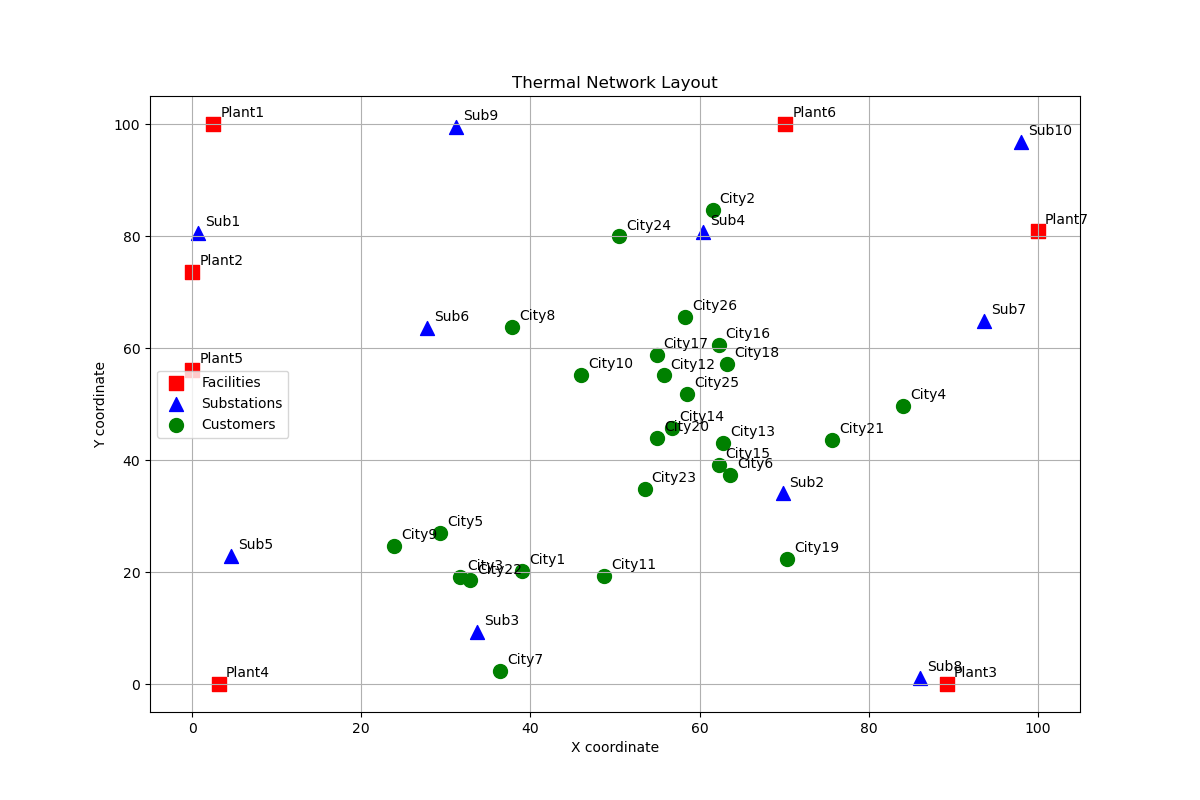 Thermal Network Layout
Plant1
Sub9
Plant6
Sub10
100
City2
Sub1
City24
Sub4
Plant7
80
Plant2
City26
Sub6
City8
Sub7
City16
City17
City18
60
Plant5
City10
City12
Facilities
City25
Substations
City4
Customers
City14
City20
City13
City21
40
City15
City6
City23
Sub2
City5
City9
Sub5
City19
City3
City22
City1
City11
20
Sub3
City7
Plant4
Sub8
Plant3
0
Y coordinate
0
20
40
60
80
100
X coordinate